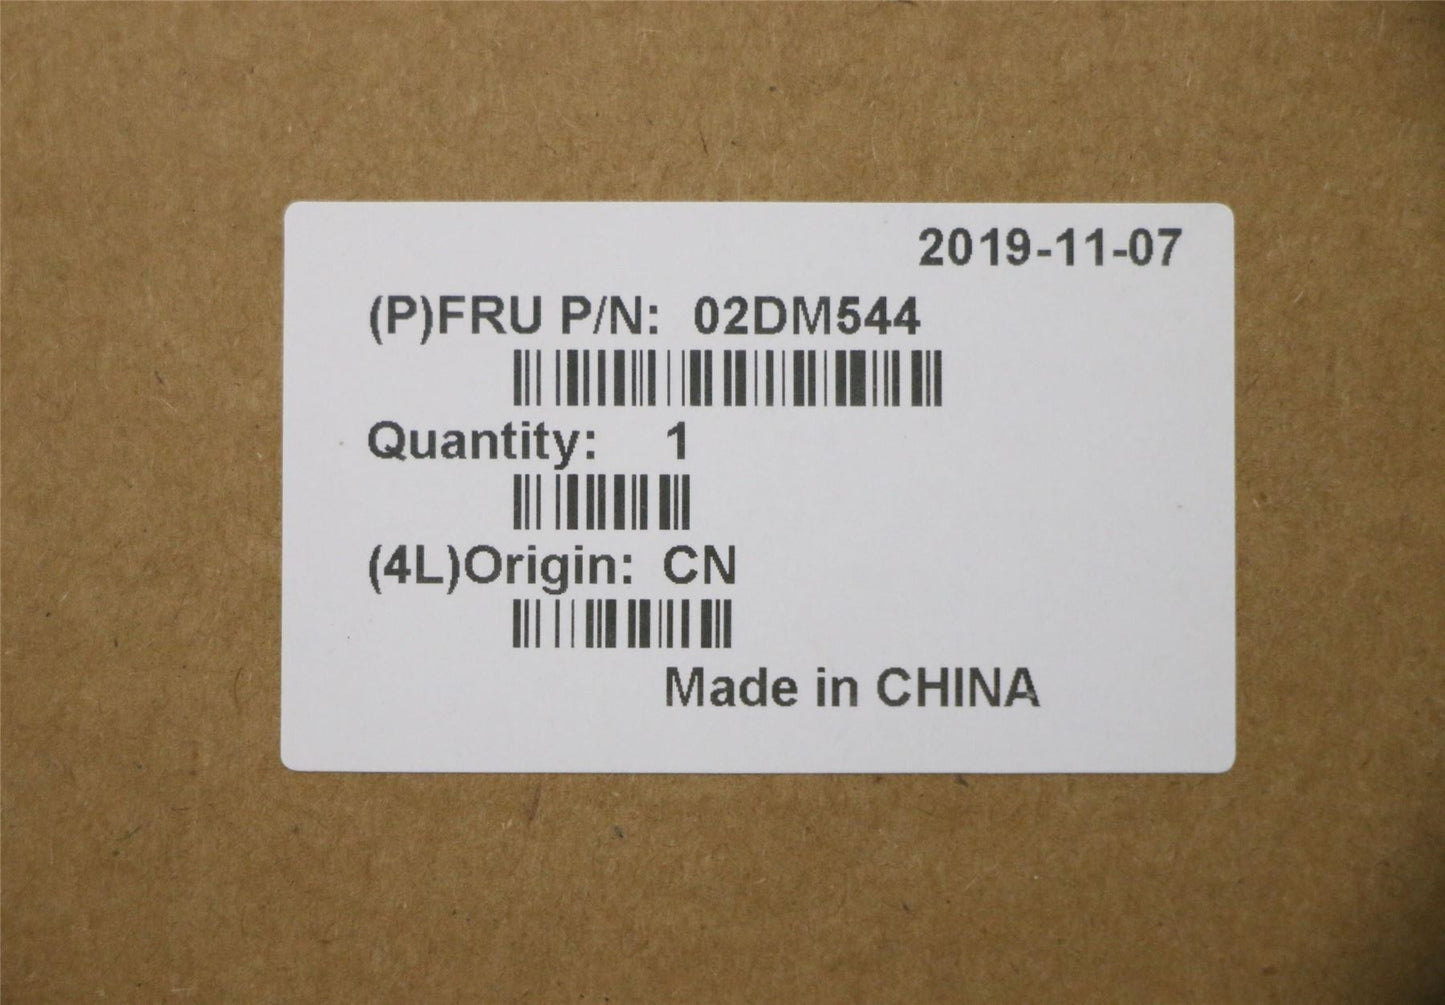 2019-11-07
(P)FRU P/N: 02DM544
Quantity: 1
(4L)Origin: CN
Made in CHINA